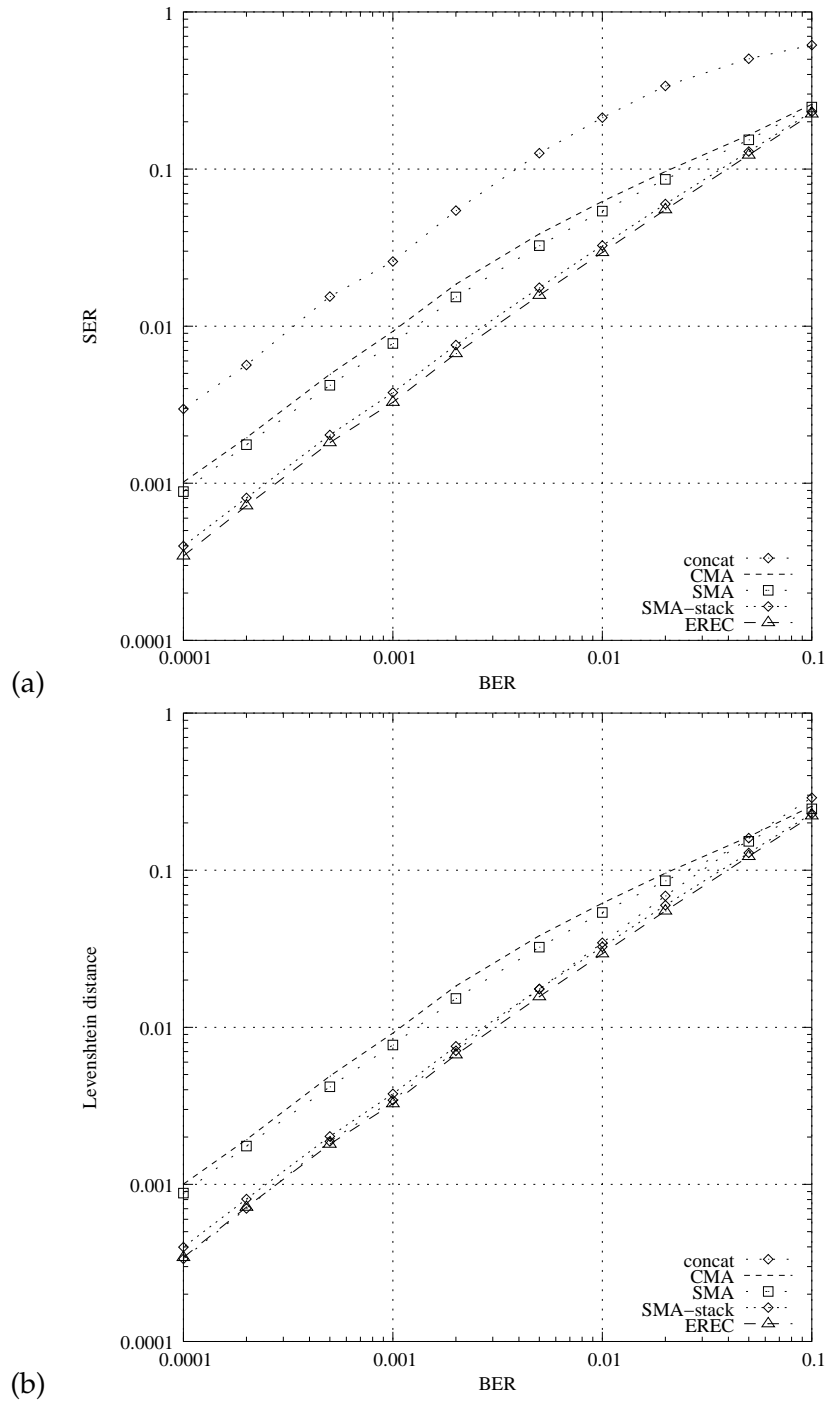 1
0.1
SER
0.01
0.001
0.0001
concat
CMA
SMA
SMA-stack
EREC
0.0001 0.001 0.01 0.1
BER
(a)
1
0.1
Levenshtein distance
0.01
0.001
0.0001
concat
CMA
SMA
SMA-stack
EREC
0.0001 0.001 0.01 0.1
BER
(b)